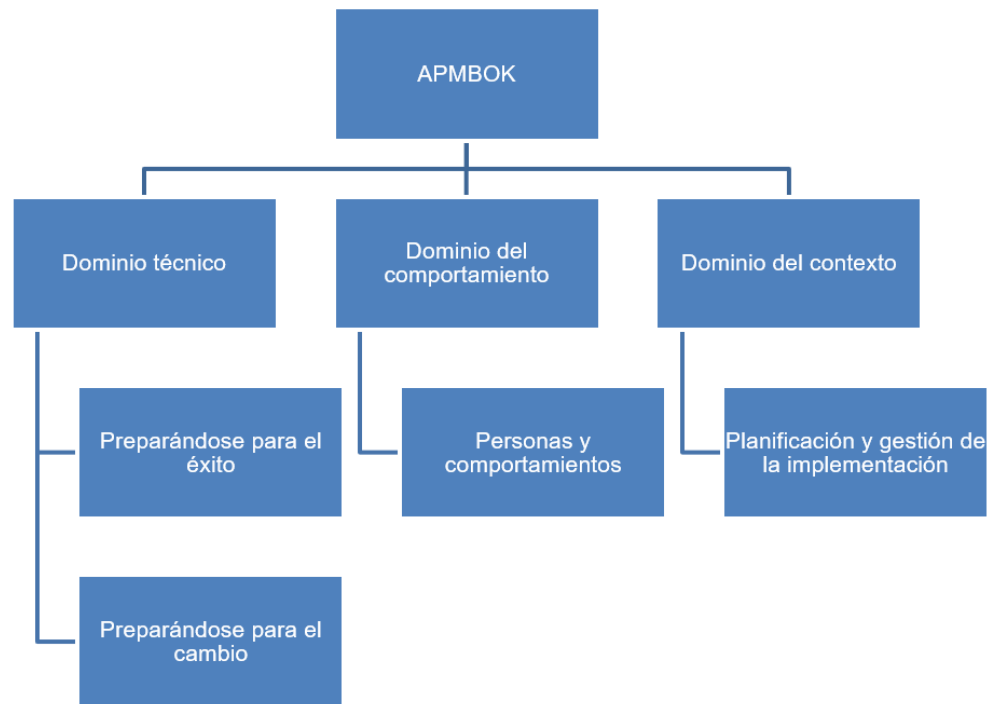 APMBOK
Dominio técnico
Dominio del
comportamiento
Dominio del contexto
Preparándose para el
éxito
Personas y
comportamientos
Planificación y gestión de
la implementación
Preparándose para el
cambio